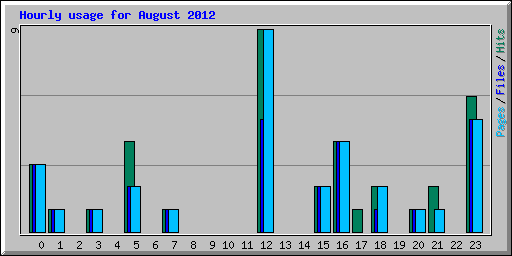 Hourly usage for August 2012
9
Pages / Files / Hits
0 1 2 3 4 5 6 7 8 9 10 11 12 13 14 15 16 17 18 19 20 21 22 23